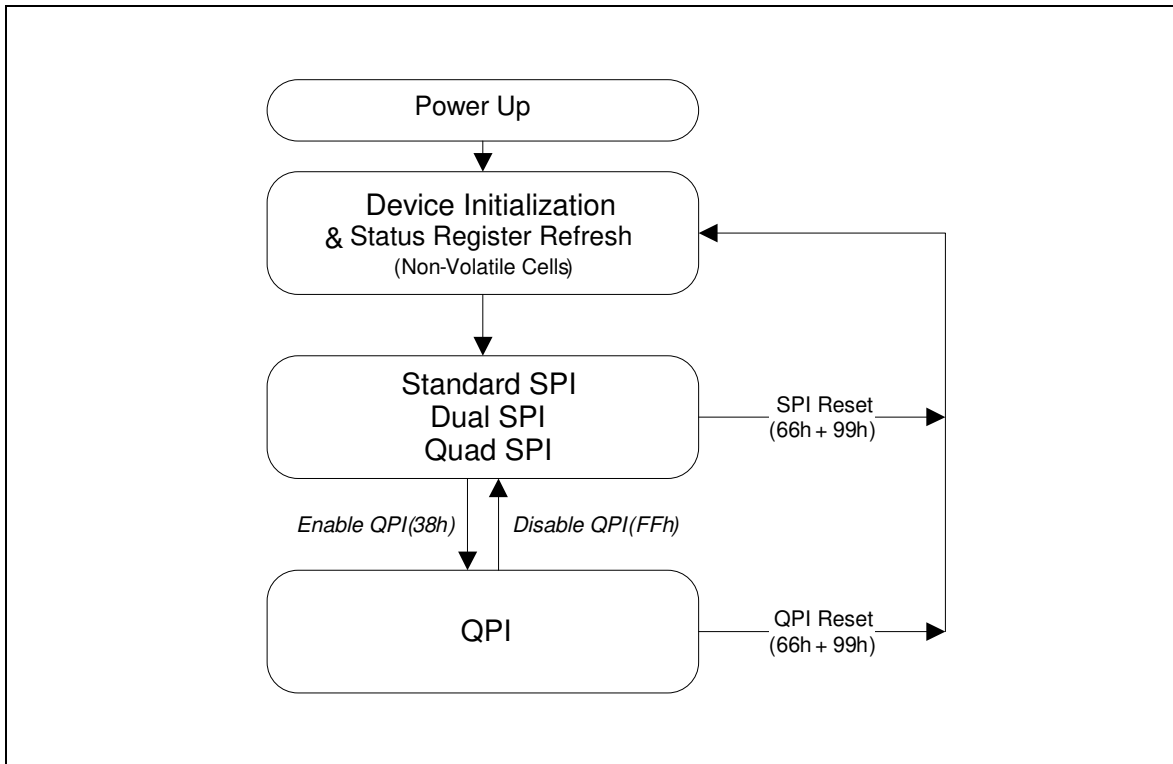 Power Up
Device Initialization
& Status Register Refresh
(Non-Volatile Cells)
Standard SPI
Dual SPI
Quad SPI
SPI Reset
(66h + 99h)
Enable QPI(38h)
Disable QPI(FFh)
QPI
QPI Reset
(66h + 99h)